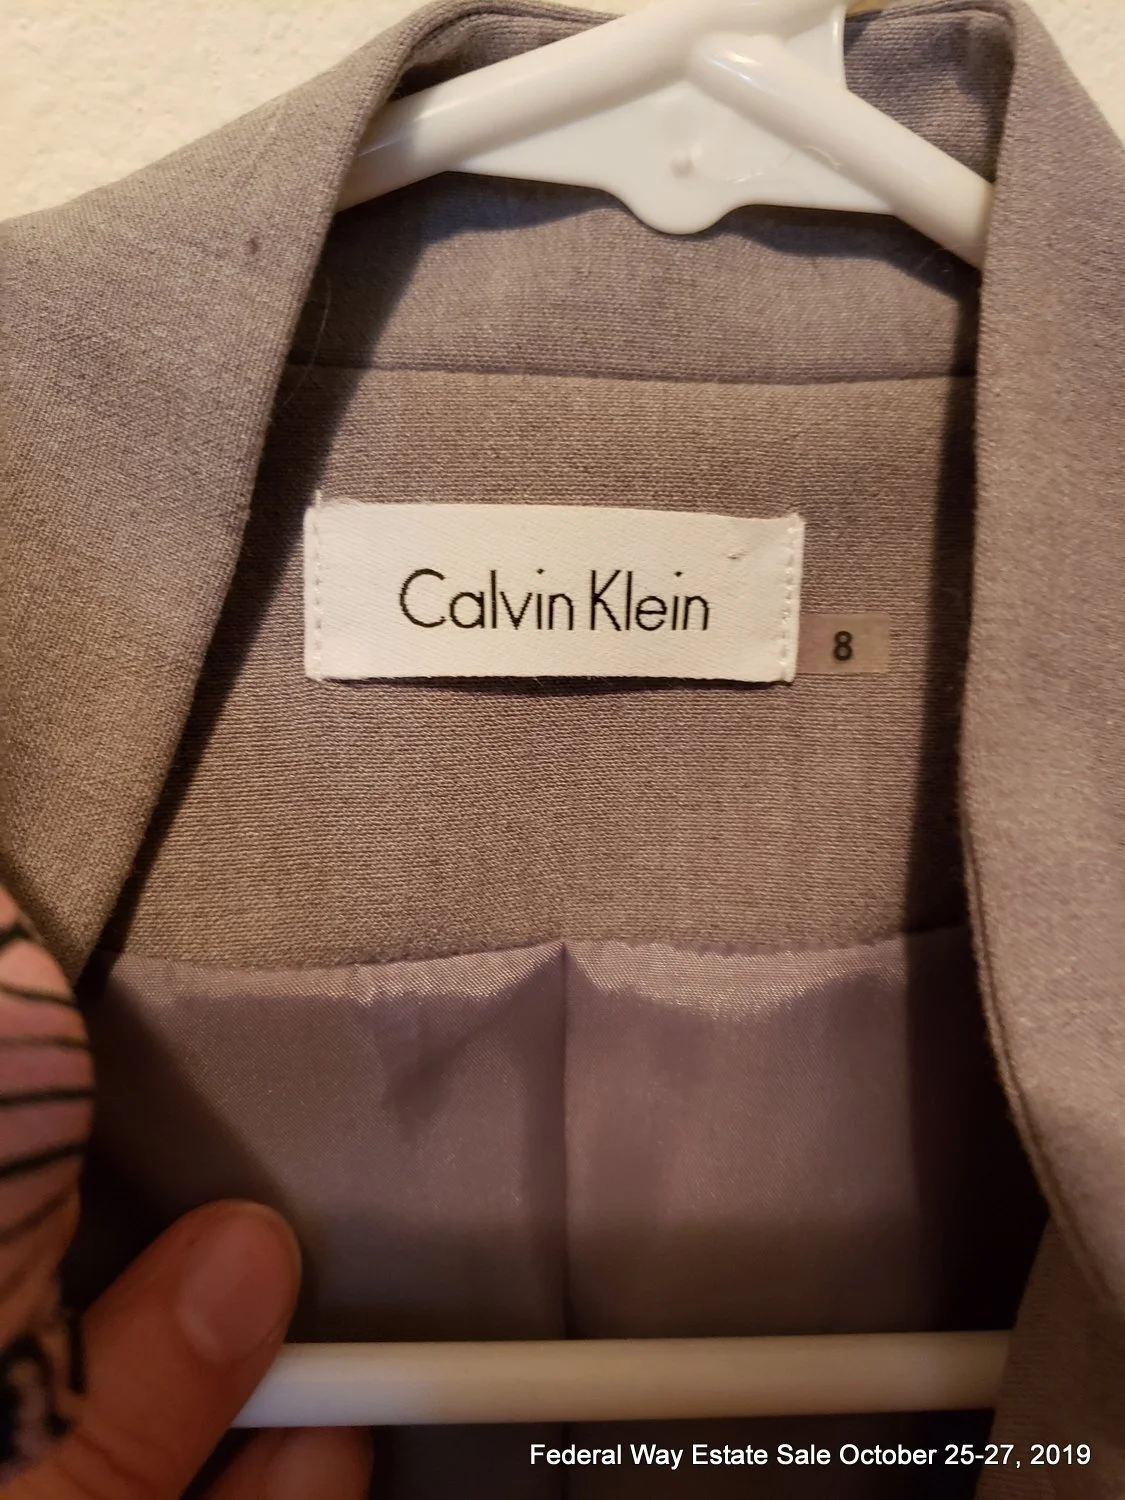 Calvin Klein
8
Federal Way Estate Sale October 25-27, 2019